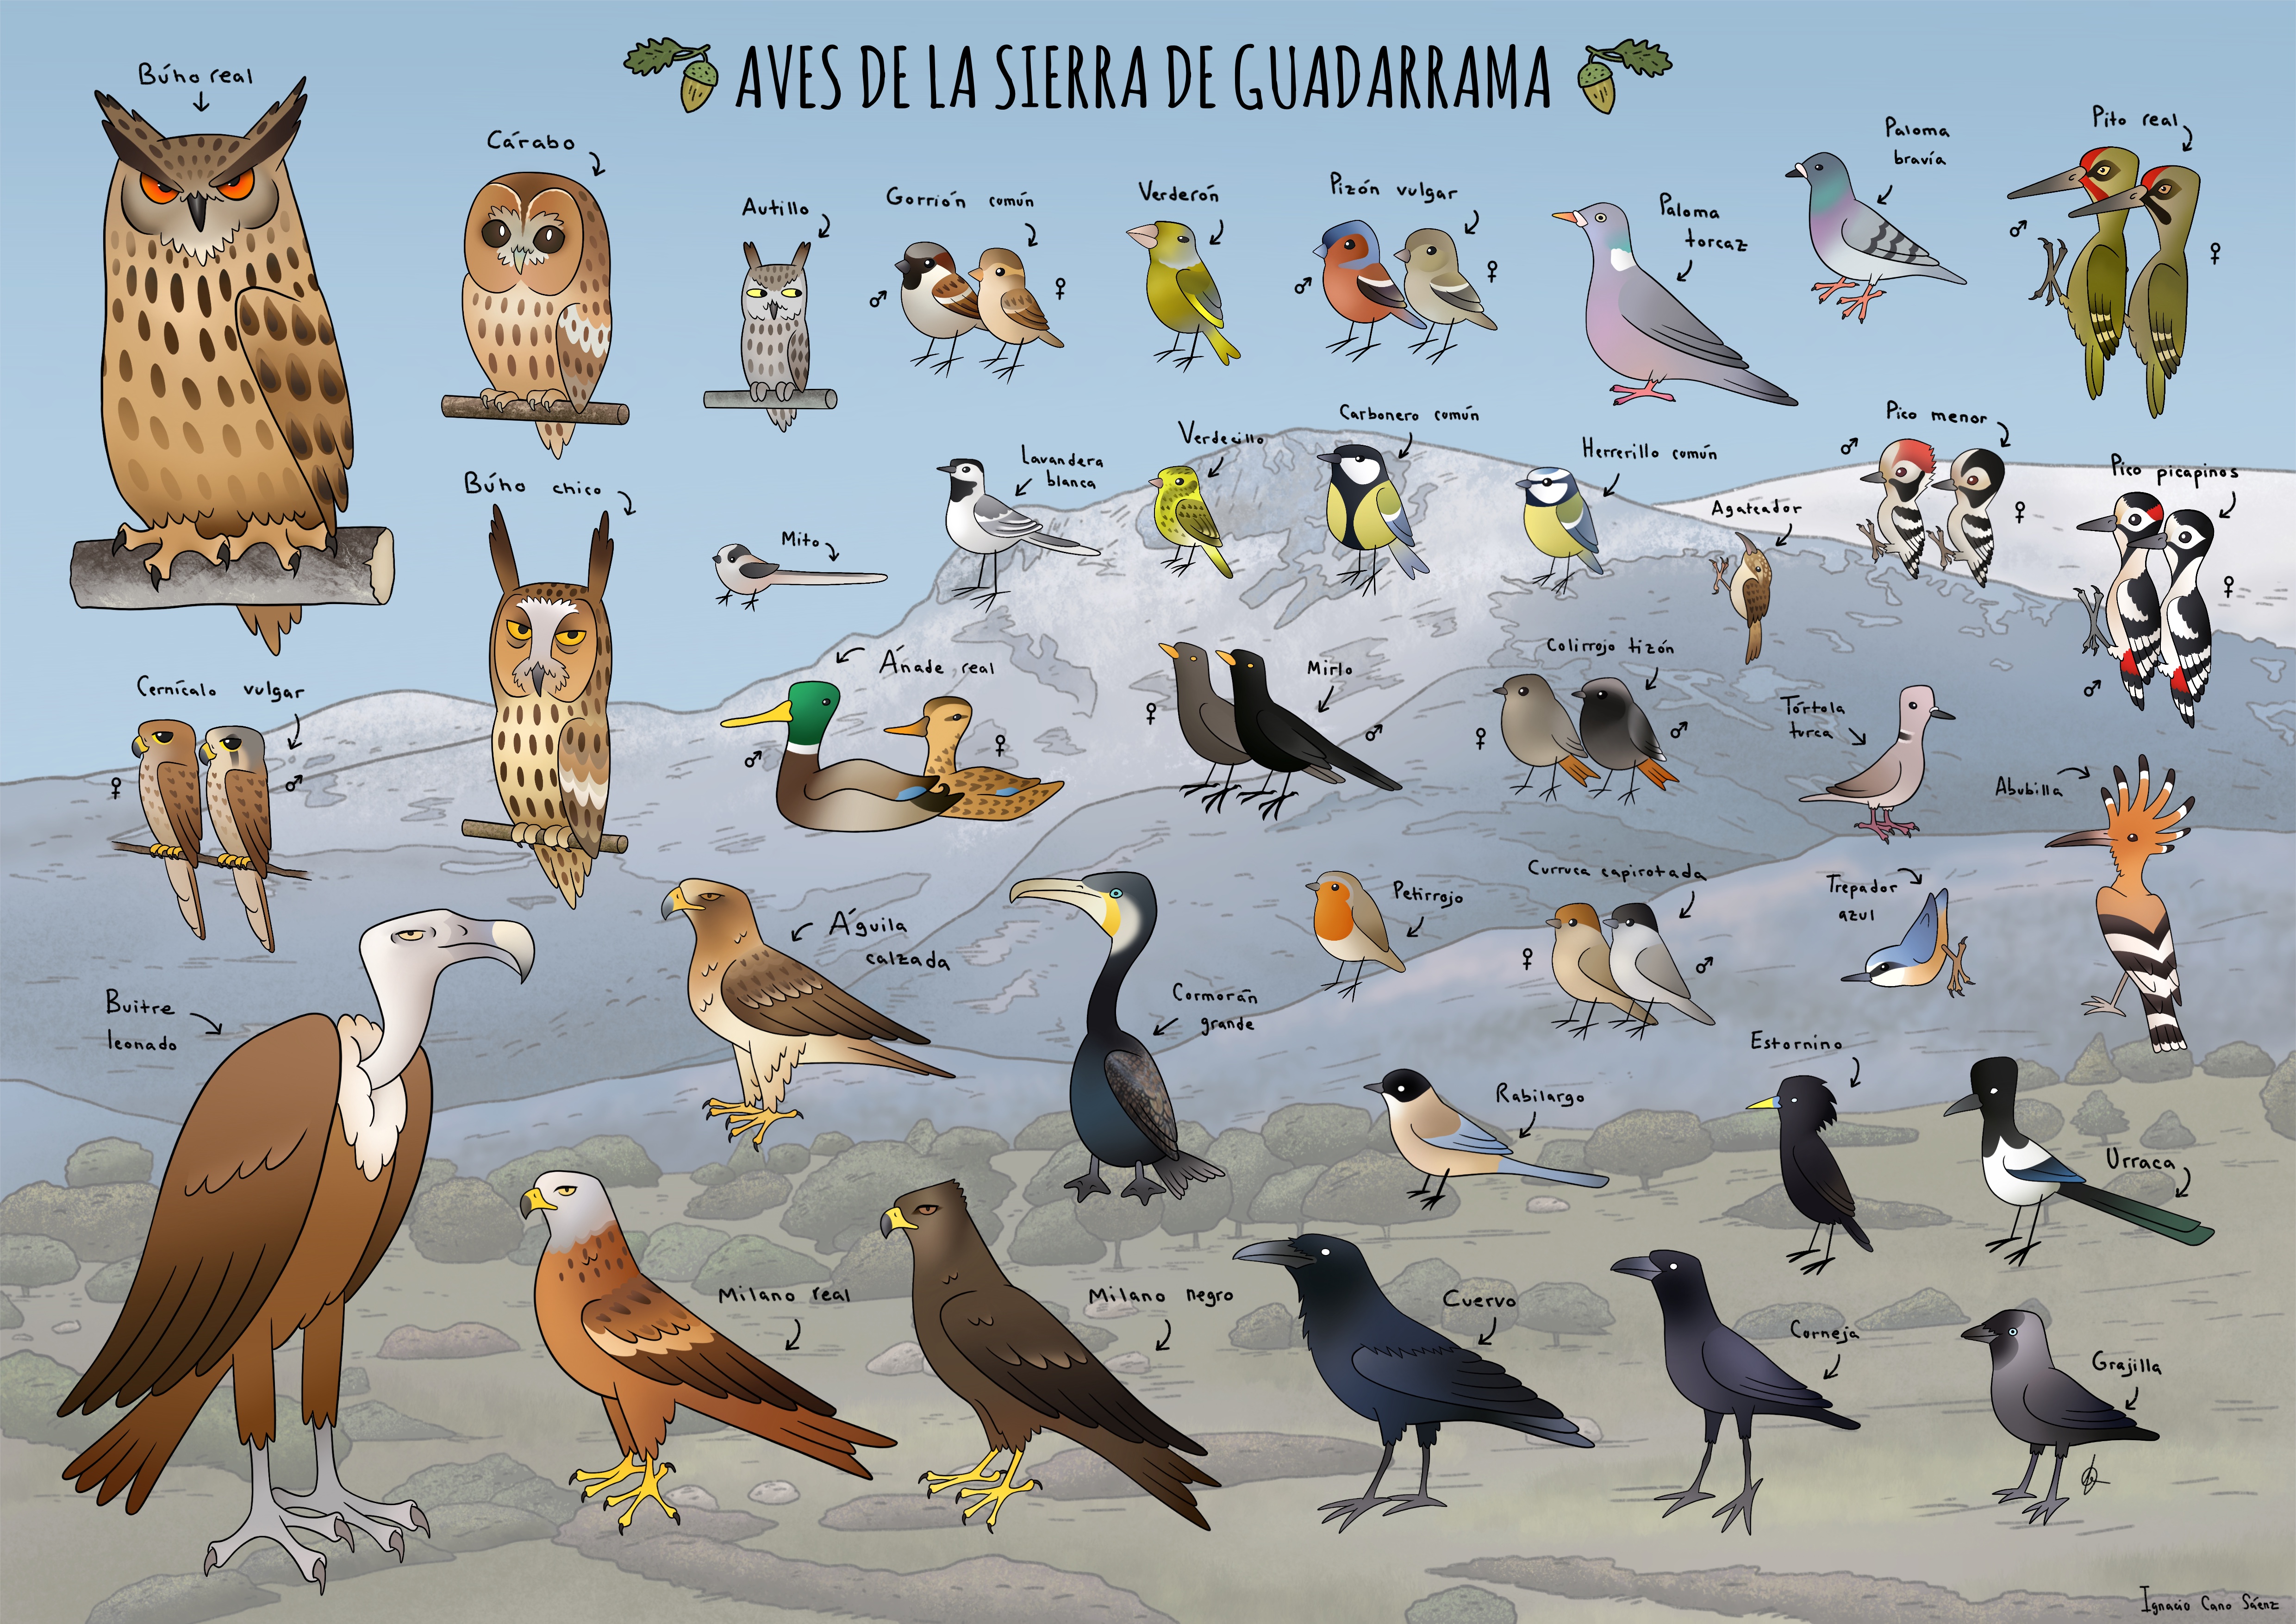 AVES DE LA SIERRA DE GUADARRAMA
Búho real
Cárabo
Autillo
Gorrión común
♂
♀
Verderón
Pizón vulgar
♂
♀
Paloma
torcaz
Paloma
bravía
Pito real
♂
♀
Búho chico
Mito
Lavandera
blanca
Verdecillo
Carbonero común
Herrerillo común
Agateador
Pico menor
♂
♀
Pico picapinos
♀
♂
Cernícalo vulgar
♀
♂
Ánade real
♂
♀
Mirlo
♀
♂
Colirrojo tizón
♀
♂
Tórtola
turca
Abubilla
Buitre
leonado
Águila
calzada
Cormorán
grande
Petirrojo
Curruca capirotada
♀
♂
Trepador
azul
Rabilargo
Estornino
Urraca
Milano real
Milano negro
Cuervo
Corneja
Grajilla
Ignacio Cano Sáenz